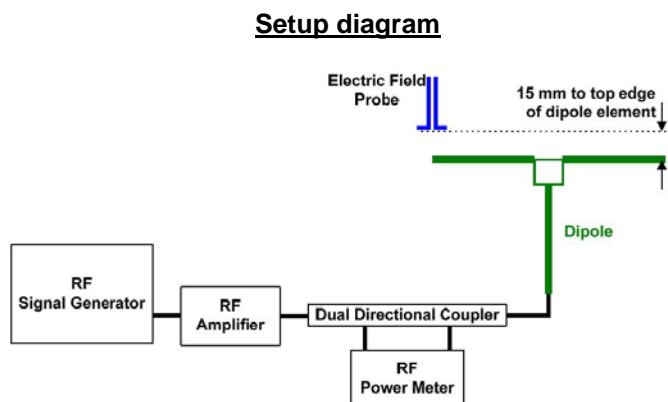 Setup diagram
Electric Field
Probe
15 mm to top edge
of dipole element
Dipole
RF
Signal Generator
RF
Amplifier
Dual Directional Coupler
RF
Power Meter